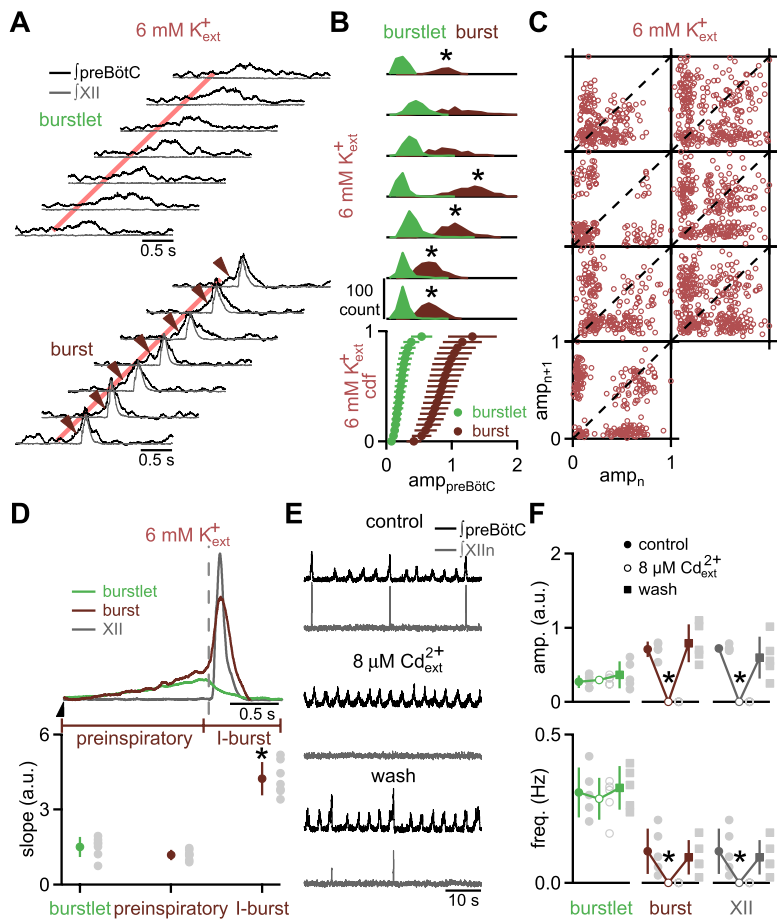 A
6 mM K+ext
∫preBötC
∫XII
burstlet
0.5 s
burst
0.5 s
B
burstlet burst
*
*
*
*
*
6 mM K+ext
100
count
1
6 mM K+ext
cdf
burstlet
burst
0
0 1 2
amppreBötC
C
6 mM K+ext
1
ampn+1
0
0 1
ampn
D
6 mM K+ext
burstlet
burst
XII
0.5 s
preinspiratory I-burst
6
*
3
slope (a.u.)
0
burstlet preinspiratory I-burst
E
control
∫preBötC
∫XIIn
8 µM Cd2+ext
wash
10 s
F
control
8 µM Cd2+ext
wash
2
amp. (a.u.)
1
* *
0
0.5
freq. (Hz)
* *
0.0
burstlet burst XII